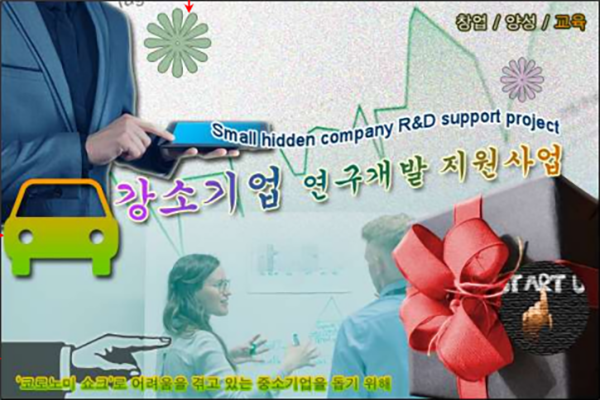 창업 / 양성 / 교육
Small hidden company R&D support project
강소기업 연구개발 지원사업
START U
'코로노미 쇼크'로 어려움을 겪고 있는 중소기업을 돕기 위해